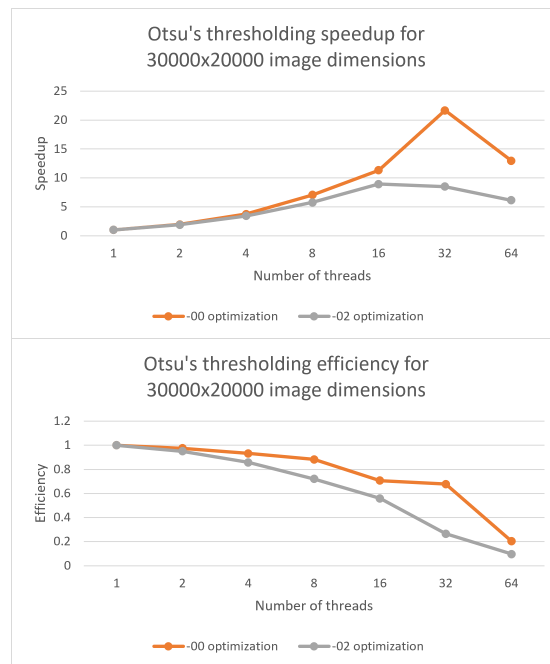 Otsu's thresholding speedup for
30000x20000 image dimensions
25
20
15
10
5
0
Speedup
1 2 4 8 16 32 64
Number of threads
-00 optimization -02 optimization
Otsu's thresholding efficiency for
30000x20000 image dimensions
1.2
1
0.8
0.6
0.4
0.2
0
Efficiency
1 2 4 8 16 32 64
Number of threads
-00 optimization -02 optimization